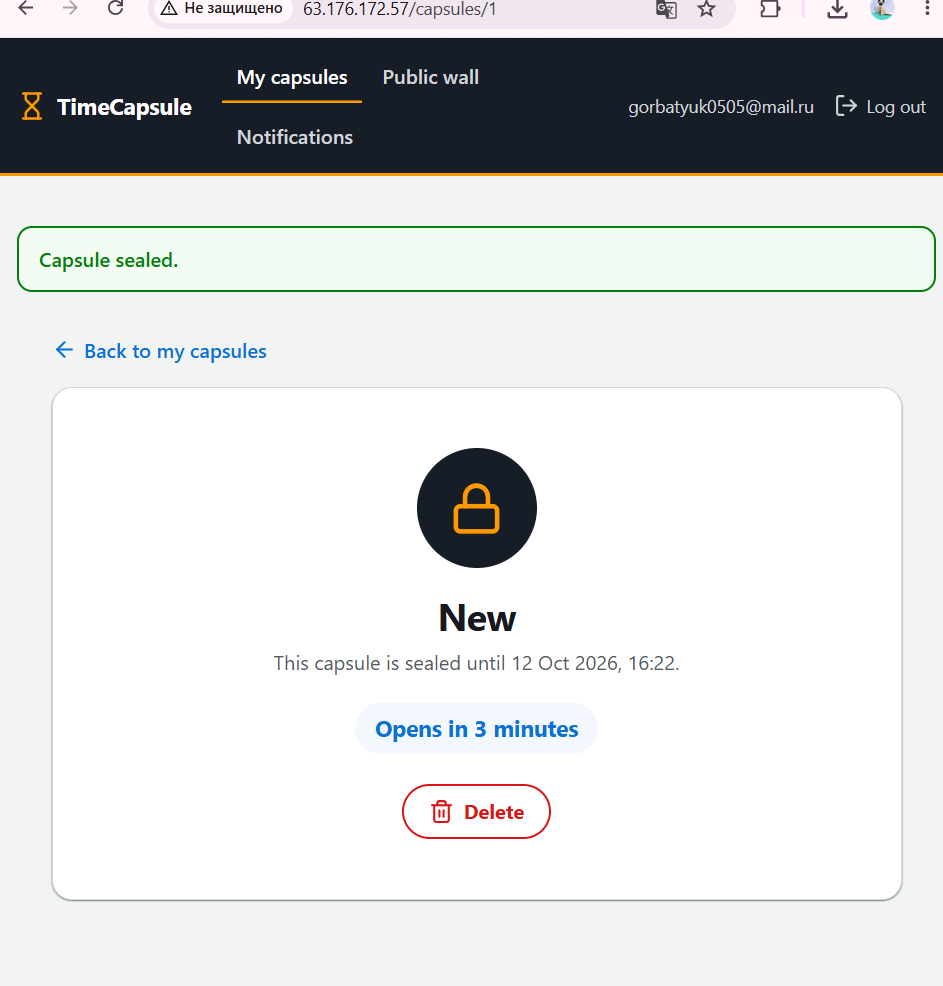 Не защищено 63.176.172.57/capsules/1
TimeCapsule
My capsules
Public wall
Notifications
gorbatyuk0505@mail.ru
Log out
Capsule sealed.
Back to my capsules
New
This capsule is sealed until 12 Oct 2026, 16:22.
Opens in 3 minutes
Delete